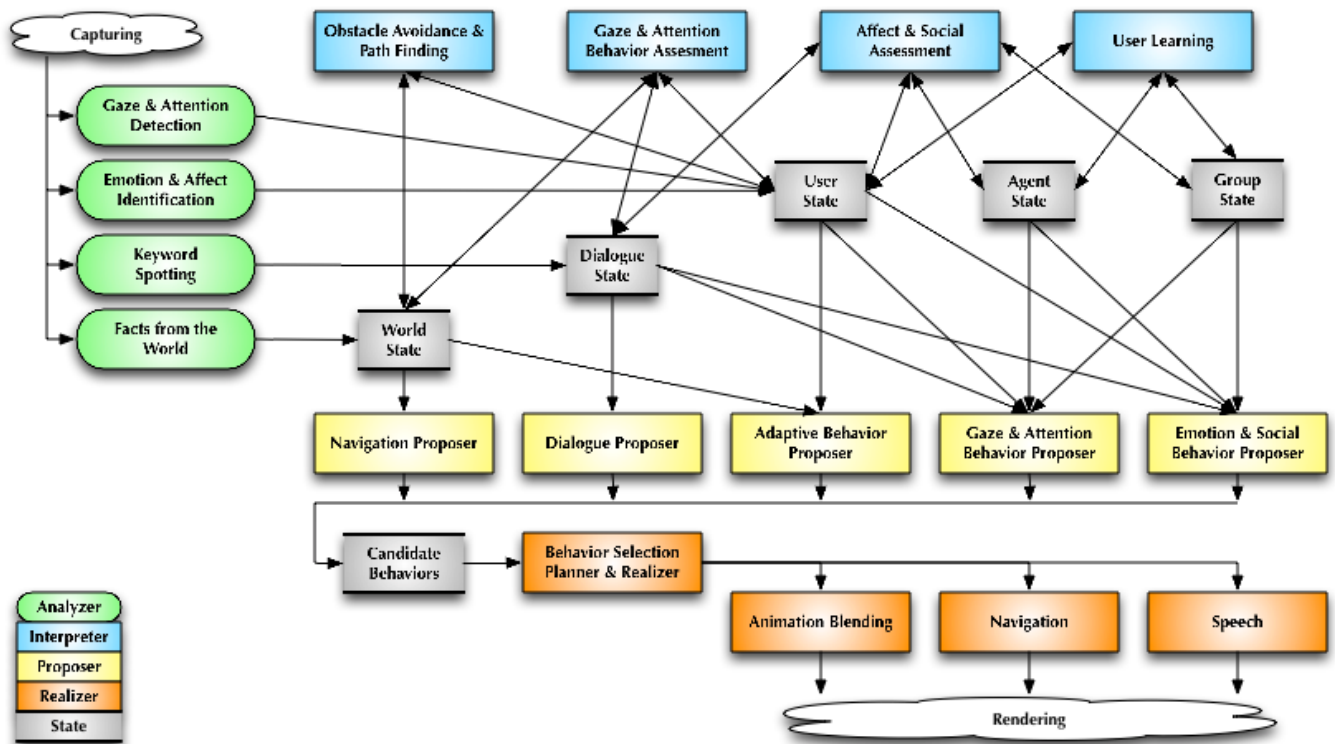 Capturing
Obstacle Avoidance &
Path Finding
Gaze & Attention
Behavior Assesment
Affect & Social
Assessment
User Learning
Gaze & Attention
Detection
Emotion & Affect
Identification
Keyword
Spotting
Facts from the
World
User
State
Agent
State
Group
State
Dialogue
State
World
State
Navigation Proposer
Dialogue Proposer
Adaptive Behavior
Proposer
Gaze & Attention
Behavior Proposer
Emotion & Social
Behavior Proposer
Candidate
Behaviors
Behavior Selection
Planner & Realizer
Animation Blending
Navigation
Speech
Rendering
Analyzer
Interpreter
Proposer
Realizer
State